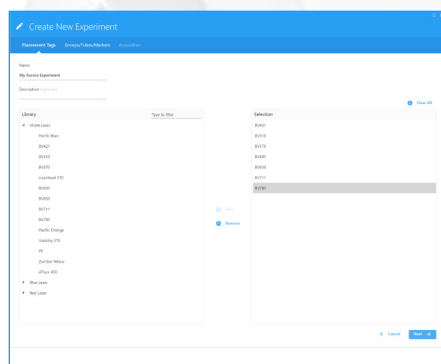 Create New Experiment
Fluorescent Tags Groups/Tubes/Markers Acquisition
Name
My Aurora Experiment
Description (optional)
Clear All
Library Type to filter Selection
Violet Laser
Pacific Blue
BV421
BV510
BV570
BV605
BV650
BV711
BV785
Pacific Orange
Viability 570
PE
Zombie Yellow
eFluor 450
Blue Laser
Red Laser
Add
Remove
BV421
BV510
BV570
BV605
BV650
BV711
BV785
Cancel Next